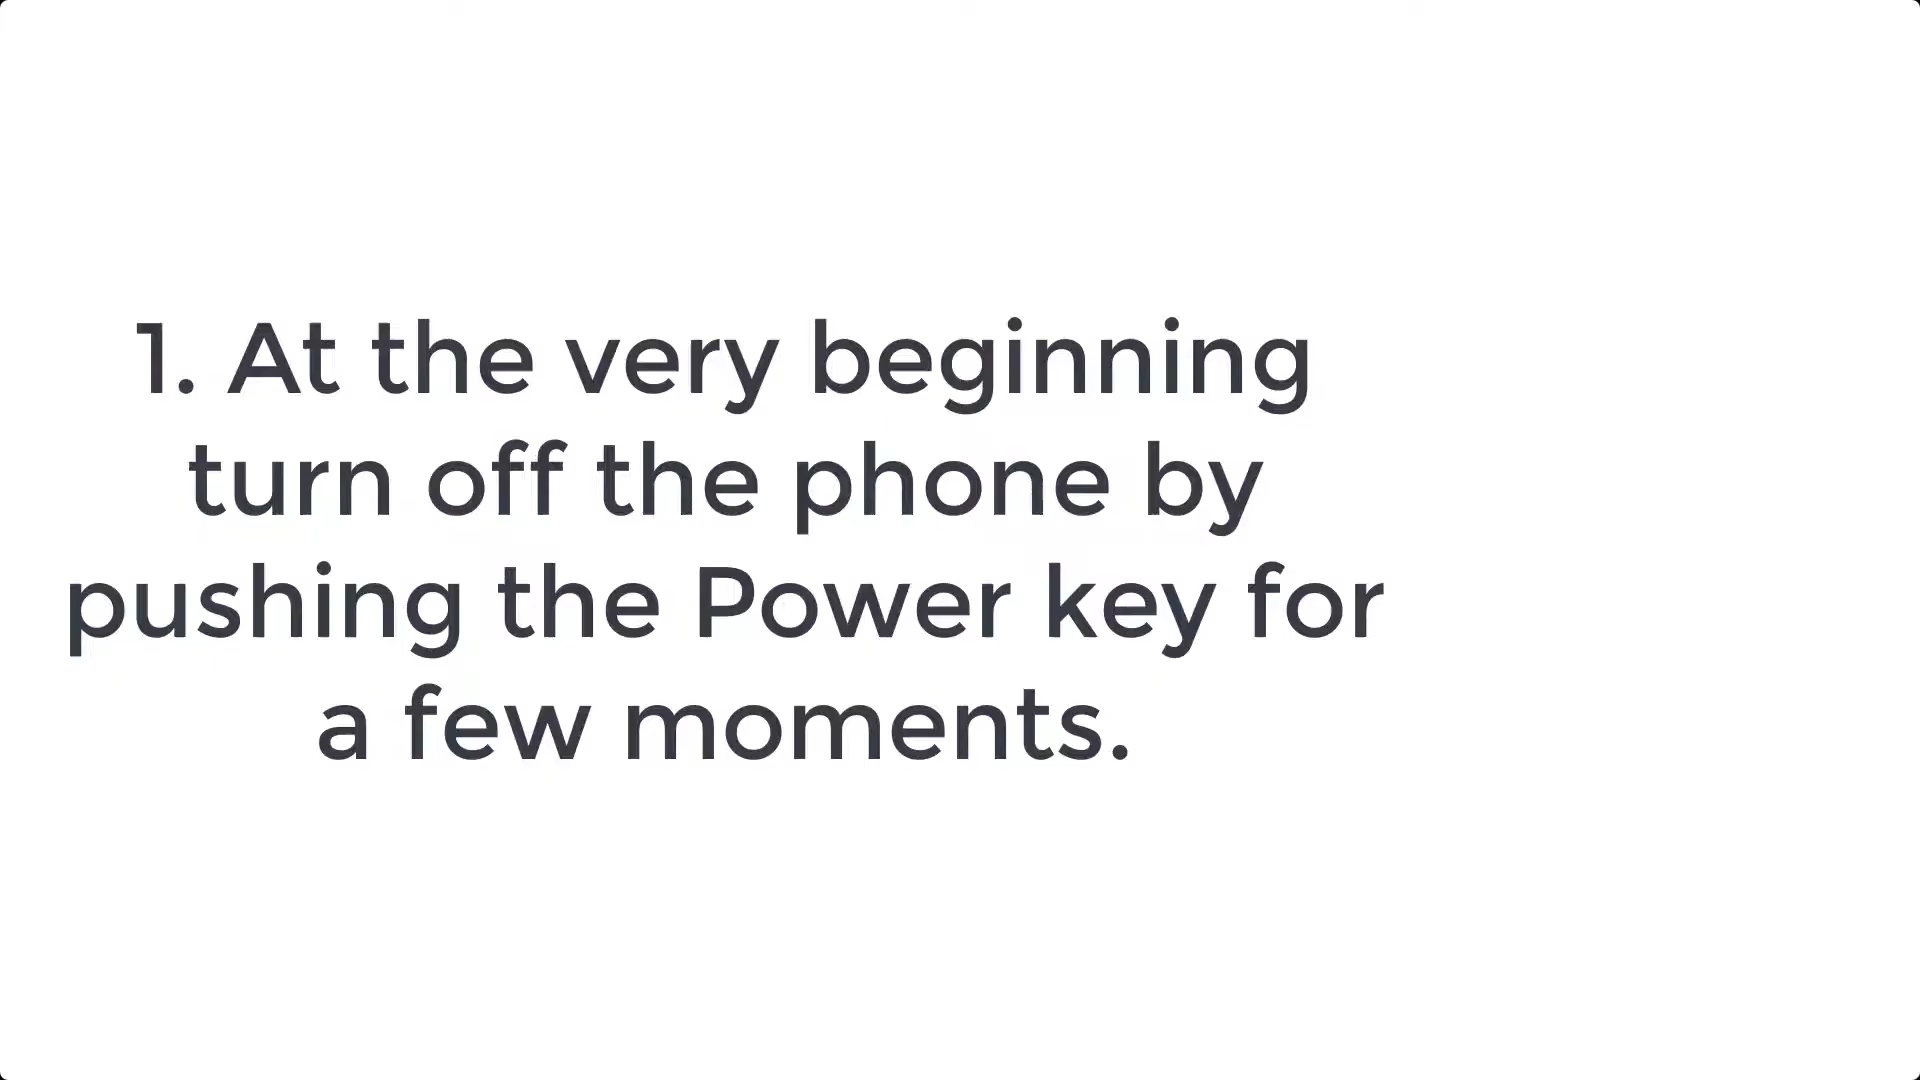 1. At the very beginning
turn off the phone by
pushing the Power key for
a few moments.